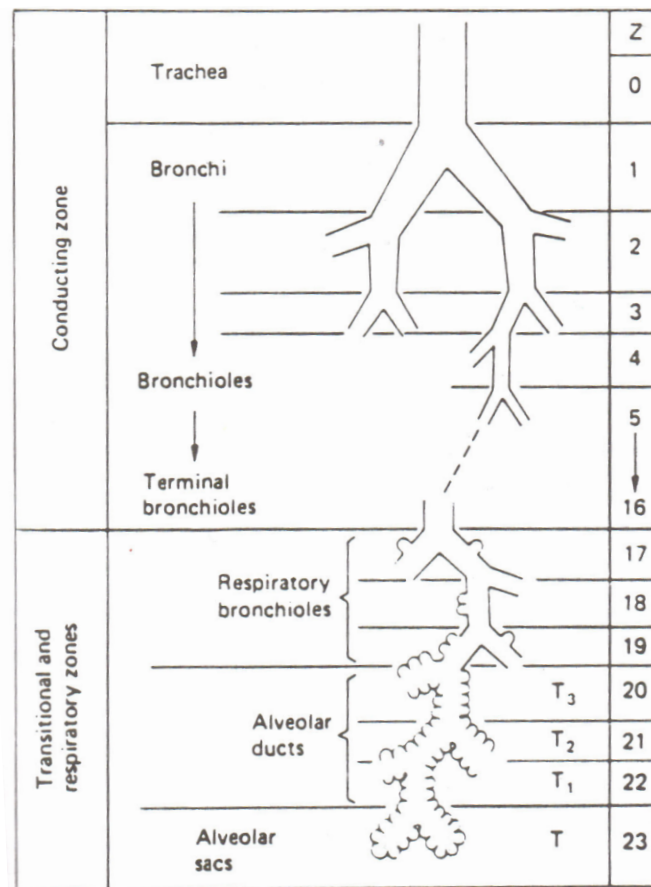 Z
Trachea
0
Bronchi
1
2
3
4
Bronchioles
5
Terminal
bronchioles
16
Conducting zone
17
Respiratory
bronchioles
18
19
T3
20
Alveolar
ducts
T2
21
T1
22
Alveolar
sacs
T
23
Transitional and
respiratory zones